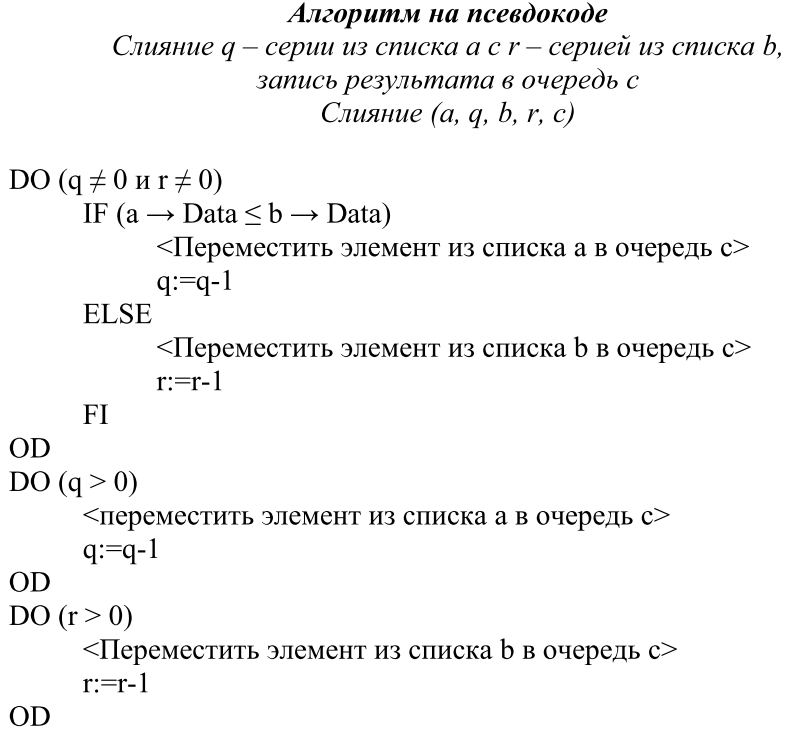 Алгоритм на псевдокоде
Слияние q – серии из списка a с r – серией из списка b,
запись результата в очередь c
Слияние (a, q, b, r, c)
DO (q ≠ 0 и r ≠ 0)
IF (a → Data ≤ b → Data)
<Переместить элемент из списка a в очередь c>
q:=q-1
ELSE
<Переместить элемент из списка b в очередь c>
r:=r-1
FI
OD
DO (q > 0)
<переместить элемент из списка a в очередь c>
q:=q-1
OD
DO (r > 0)
<Переместить элемент из списка b в очередь c>
r:=r-1
OD